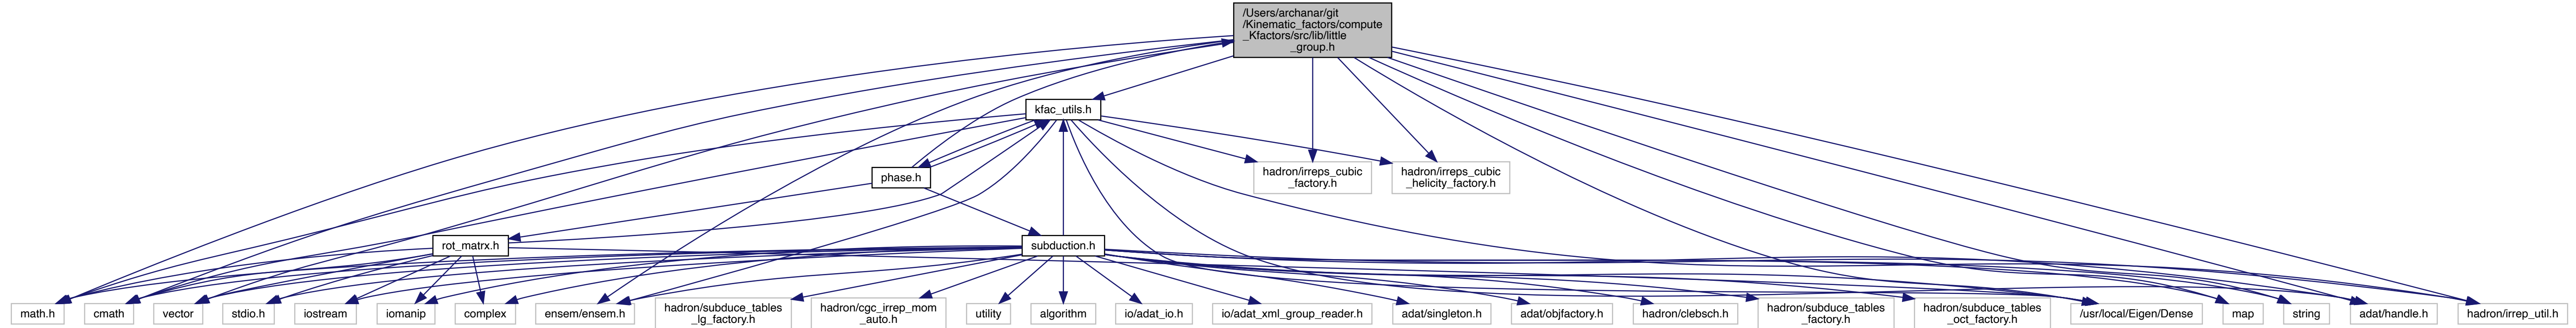 /Users/archanar/git
/Kinematic_factors/compute
_Kfactors/src/lib/little
_group.h
kfac_utils.h
hadron/irreps_cubic
_factory.h
hadron/irreps_cubic
_helicity_factory.h
phase.h
rot_matrx.h
subduction.h
math.h
cmath
vector
stdio.h
iostream
iomanip
complex
ensem/ensem.h
hadron/subduce_tables
_lg_factory.h
hadron/cgc_irrep_mom
_auto.h
utility
algorithm
io/adat_io.h
io/adat_xml_group_reader.h
adat/singleton.h
adat/objfactory.h
hadron/clebsch.h
hadron/subduce_tables
_factory.h
hadron/subduce_tables
_oct_factory.h
/usr/local/Eigen/Dense
map
string
adat/handle.h
hadron/irrep_util.h